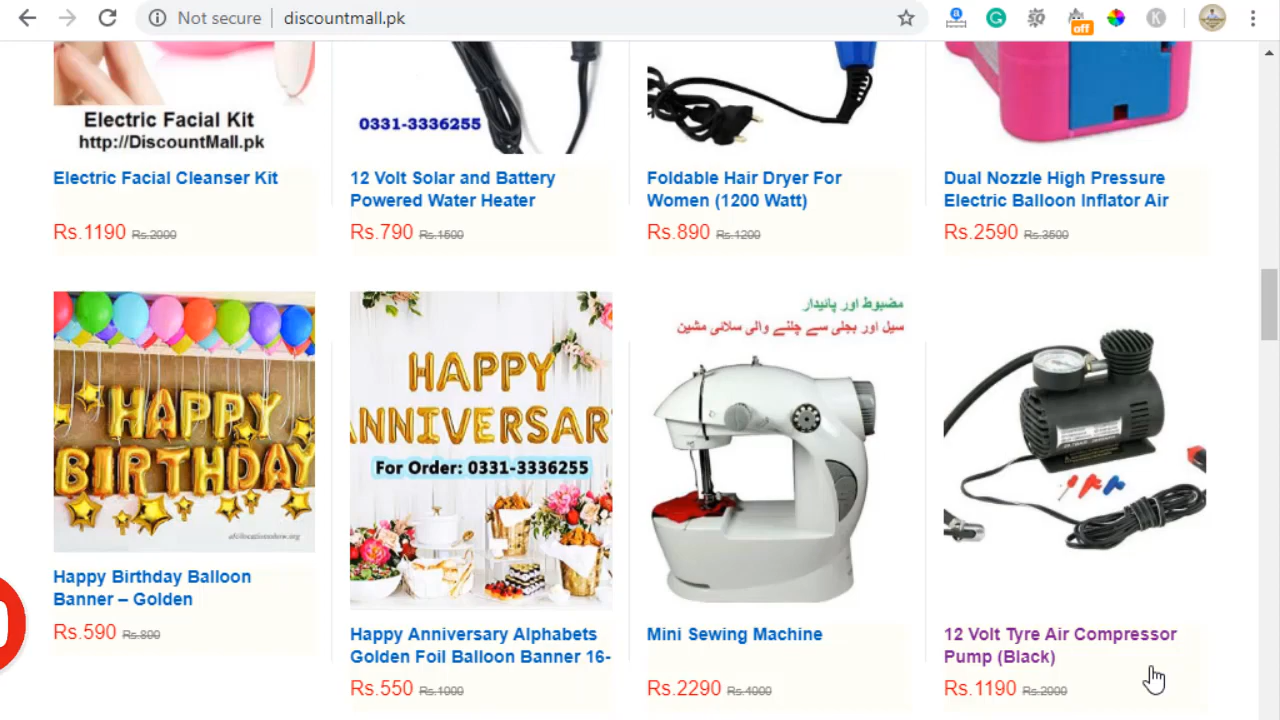 Not secure
discountmall.pk
off
K
Electric Facial Kit
http://DiscountMall.pk
0331-3336255
Electric Facial Cleanser Kit
Rs.1190 Rs.2000
12 Volt Solar and Battery
Powered Water Heater
Rs.790 Rs.1500
Foldable Hair Dryer For
Women (1200 Watt)
Rs.890 Rs.1200
Dual Nozzle High Pressure
Electric Balloon Inflator Air
Rs.2590 Rs.3500
HAPPY
BIRTHDAY
Happy Birthday Balloon
Banner – Golden
Rs.590 Rs.800
HAPPY
ANNIVERSAR
For Order: 0331-3336255
Happy Anniversary Alphabets
Golden Foil Balloon Banner 16-
Rs.550 Rs.1000
مضبوط اور پائیدار
سیل اور بجلی سے چلنے والی سلائی مشین
Mini Sewing Machine
Rs.2290 Rs.4000
12 Volt Tyre Air Compressor
Pump (Black)
Rs.1190 Rs.2000